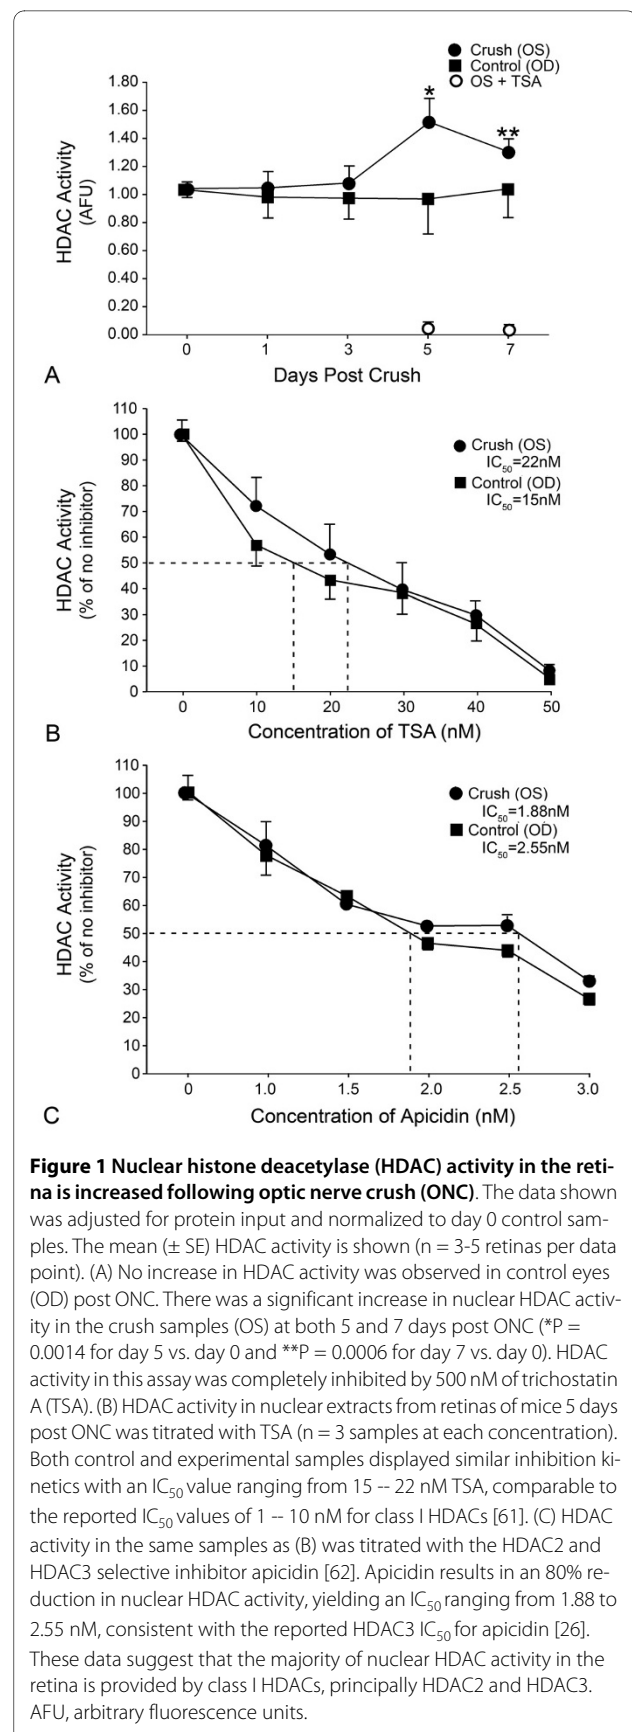 Crush (OS)
Control (OD)
OS + TSA
1.80
1.60
1.40
1.20
1.00
0.80
0.60
0.40
0.20
0.00
HDAC Activity
(AFU)
*
**
0 1 3 5 7
A
Days Post Crush
110
100
90
80
70
60
50
40
30
20
10
0
HDAC Activity
(% of no inhibitor)
Crush (OS)
IC50=22nM
Control (OD)
IC50=15nM
0 10 20 30 40 50
B
Concentration of TSA (nM)
110
100
90
80
70
60
50
40
30
20
10
0
HDAC Activity
(% of no inhibitor)
Crush (OS)
IC50=1.88nM
Control (OD)
IC50=2.55nM
0 1.0 1.5 2.0 2.5 3.0
C
Concentration of Apicidin (nM)
Figure 1 Nuclear histone deacetylase (HDAC) activity in the reti-
na is increased following optic nerve crush (ONC). The data shown
was adjusted for protein input and normalized to day 0 control sam-
ples. The mean (± SE) HDAC activity is shown (n = 3-5 retinas per data
point). (A) No increase in HDAC activity was observed in control eyes
(OD) post ONC. There was a significant increase in nuclear HDAC activ-
ity in the crush samples (OS) at both 5 and 7 days post ONC (*P =
0.0014 for day 5 vs. day 0 and **P = 0.0006 for day 7 vs. day 0). HDAC
activity in this assay was completely inhibited by 500 nM of trichostatin
A (TSA). (B) HDAC activity in nuclear extracts from retinas of mice 5 days
post ONC was titrated with TSA (n = 3 samples at each concentration).
Both control and experimental samples displayed similar inhibition ki-
netics with an IC50 value ranging from 15 -- 22 nM TSA, comparable to
the reported IC50 values of 1 -- 10 nM for class I HDACs [61]. (C) HDAC
activity in the same samples as (B) was titrated with the HDAC2 and
HDAC3 selective inhibitor apicidin [62]. Apicidin results in an 80% re-
duction in nuclear HDAC activity, yielding an IC50 ranging from 1.88 to
2.55 nM, consistent with the reported HDAC3 IC50 for apicidin [26].
These data suggest that the majority of nuclear HDAC activity in the
retina is provided by class I HDACs, principally HDAC2 and HDAC3.
AFU, arbitrary fluorescence units.